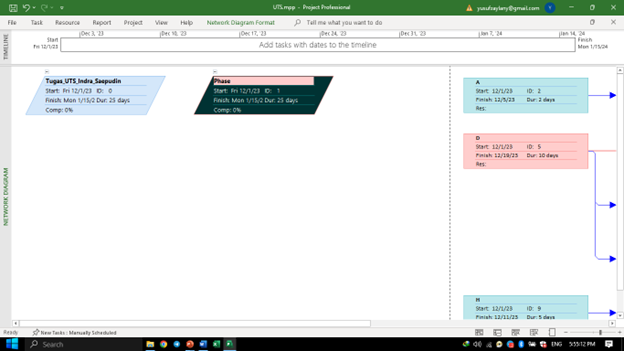 UTS.mpp - Project Professional
yusufsaylany@gmail.com
File Task Resource Report Project View Help Network Diagram Format Tell me what you want to do
Dec 3, '23 Dec 10, '23 Dec 17, '23 Dec 24, '23 Dec 31, '23 Jan 7, '24 Jan 14, '24
TIMELINE
Start
Fri 12/1/23
Add tasks with dates to the timeline
Finish
Mon 1/15/24
NETWORK DIAGRAM
Tugas_UTS_Indra_Saepudin
Start: Fri 12/1/23 ID: 0
Finish: Mon 1/15/2 Dur: 25 days
Comp: 0%
Phase
Start: Fri 12/1/23 ID: 1
Finish: Mon 1/15/2 Dur: 25 days
Comp: 0%
A
Start: 12/1/23 ID: 2
Finish: 12/5/23 Dur: 2 days
Res:
D
Start: 12/1/23 ID: 5
Finish: 12/19/23 Dur: 10 days
Res:
H
Start: 12/1/23 ID: 9
Finish: 12/11/23 Dur: 5 days
Ready New Tasks : Manually Scheduled
Search
ENG 5:55:12 PM